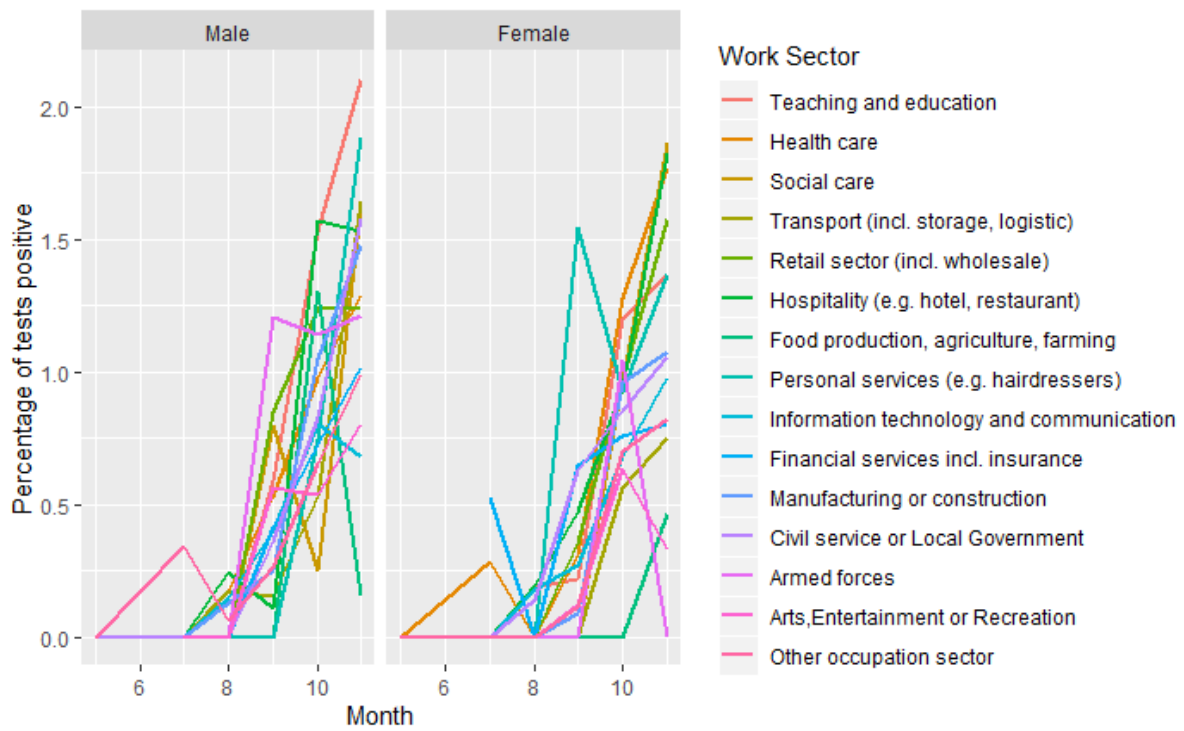 Male
Female
Percentage of tests positive
2.0
1.5
1.0
0.5
0.0
6
8
10
6
8
10
Month
Work Sector
Teaching and education
Health care
Social care
Transport (incl. storage, logistic)
Retail sector (incl. wholesale)
Hospitality (e.g. hotel, restaurant)
Food production, agriculture, farming
Personal services (e.g. hairdressers)
Information technology and communication
Financial services incl. insurance
Manufacturing or construction
Civil service or Local Government
Armed forces
Arts,Entertainment or Recreation
Other occupation sector